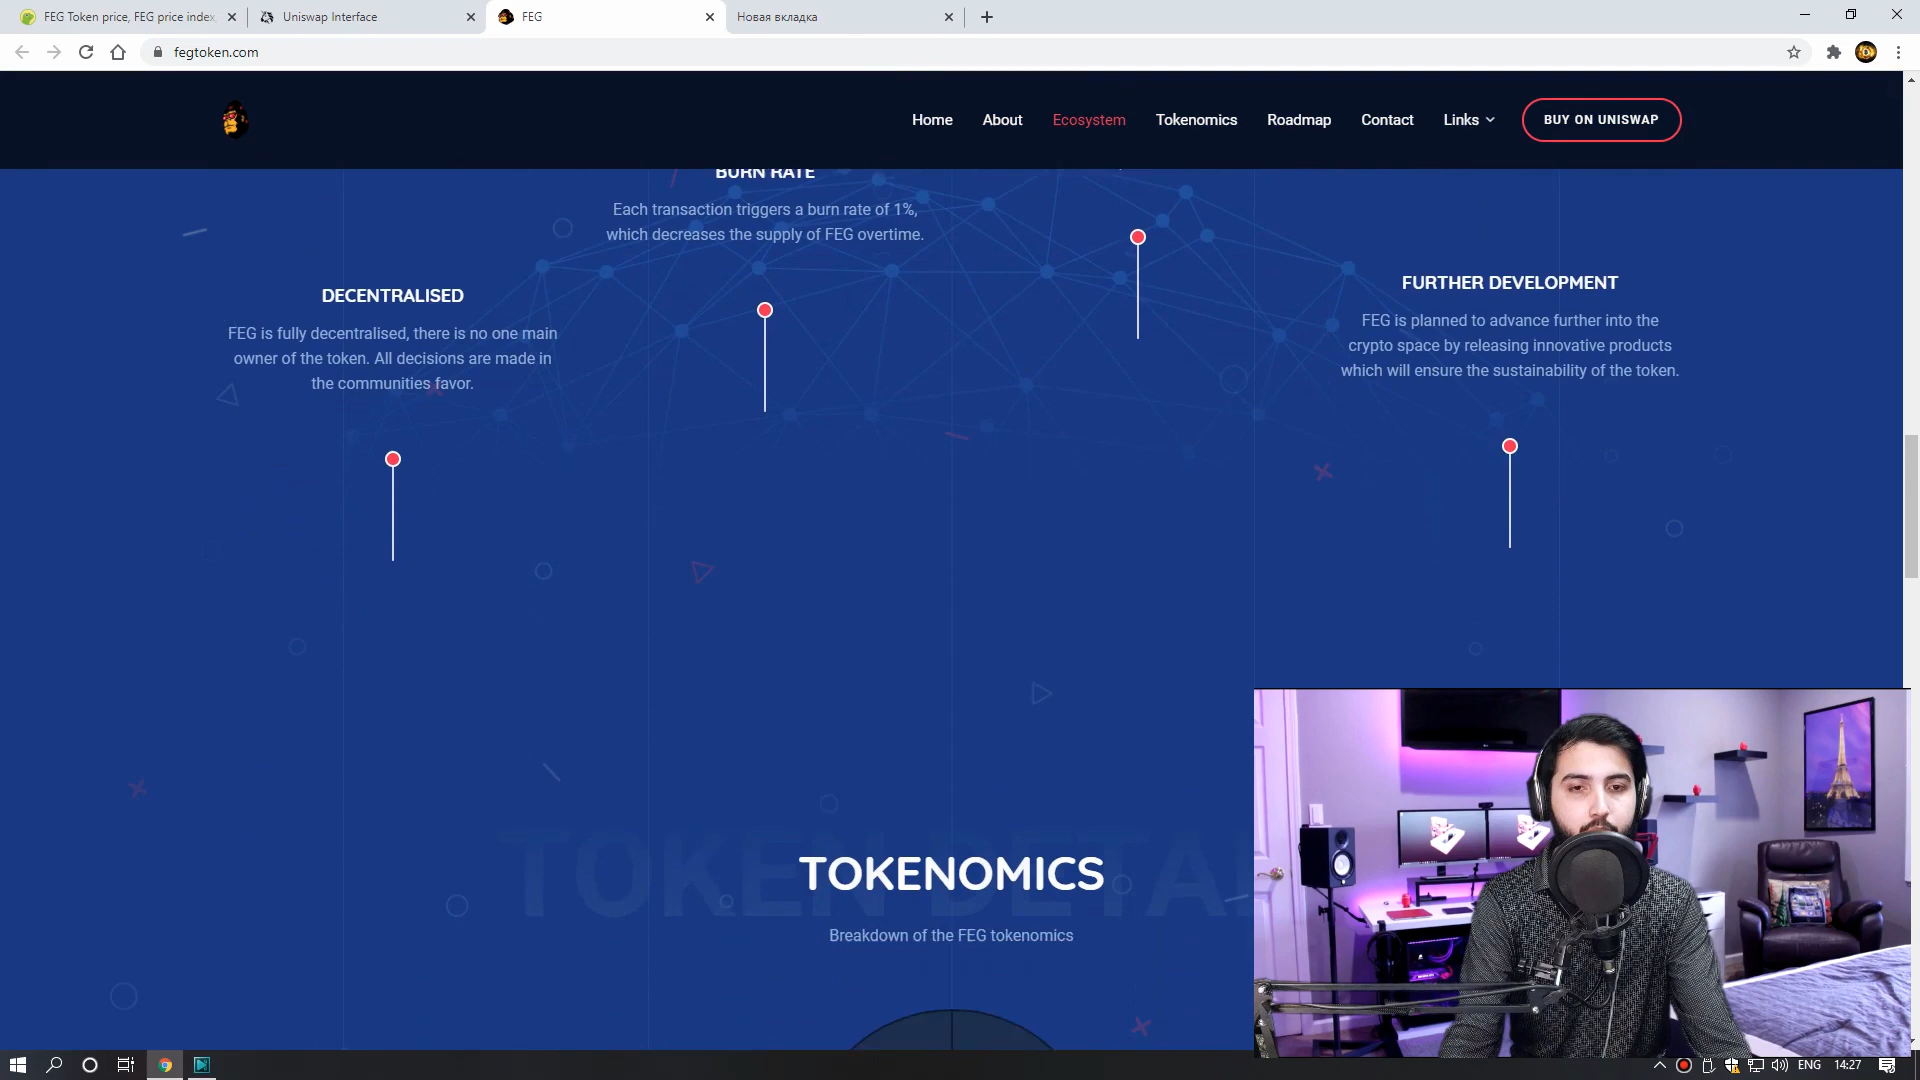 FEG Token price, FEG price index
Uniswap Interface
FEG
Новая вкладка
fegtoken.com
Home
About
Ecosystem
Tokenomics
Roadmap
Contact
Links
BUY ON UNISWAP
BURN RATE
Each transaction triggers a burn rate of 1%,
which decreases the supply of FEG overtime.
DECENTRALISED
FEG is fully decentralised, there is no one main
owner of the token. All decisions are made in
the communities favor.
FURTHER DEVELOPMENT
FEG is planned to advance further into the
crypto space by releasing innovative products
which will ensure the sustainability of the token.
TOKEN DETA
TOKENOMICS
Breakdown of the FEG tokenomics
ENG
14:27